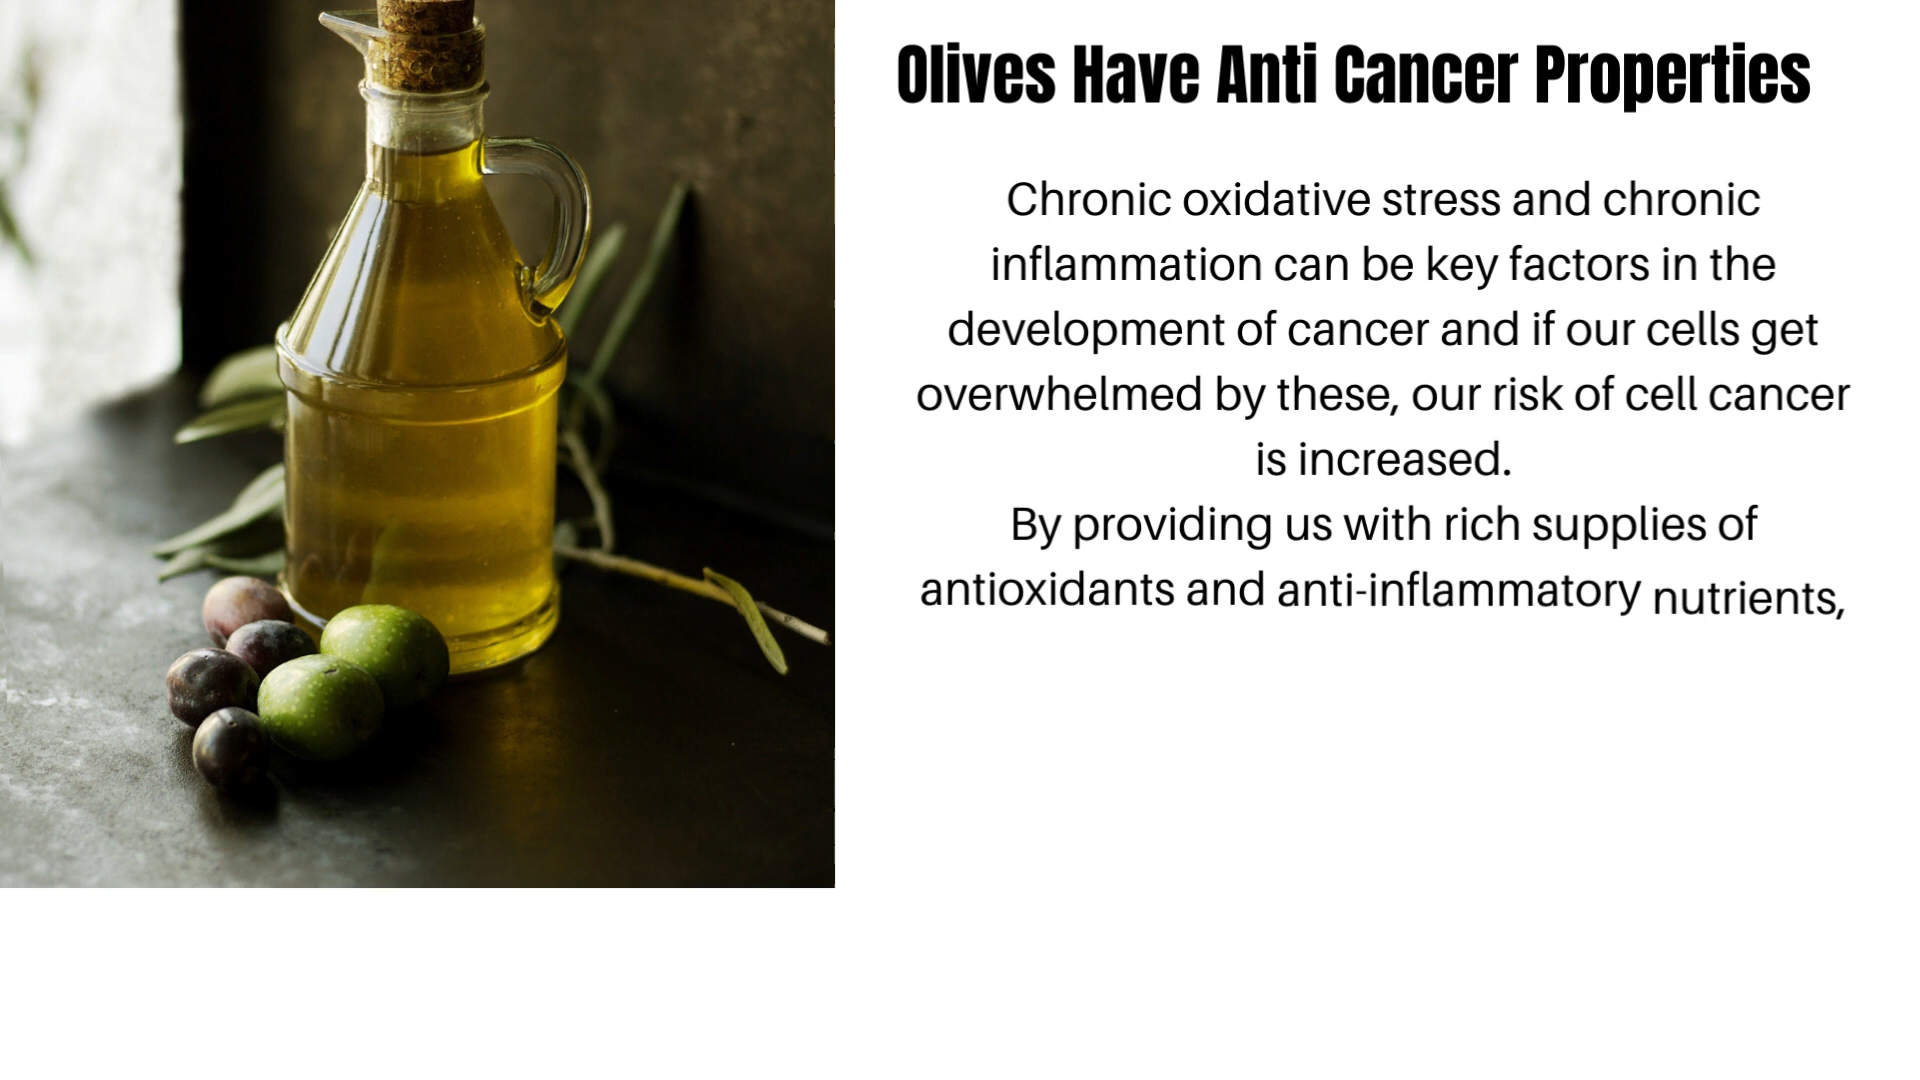 Olives Have Anti Cancer Properties
Chronic oxidative stress and chronic
inflammation can be key factors in the
development of cancer and if our cells get
overwhelmed by these, our risk of cell cancer
is increased.
By providing us with rich supplies of
antioxidants and anti-inflammatory nutrients,